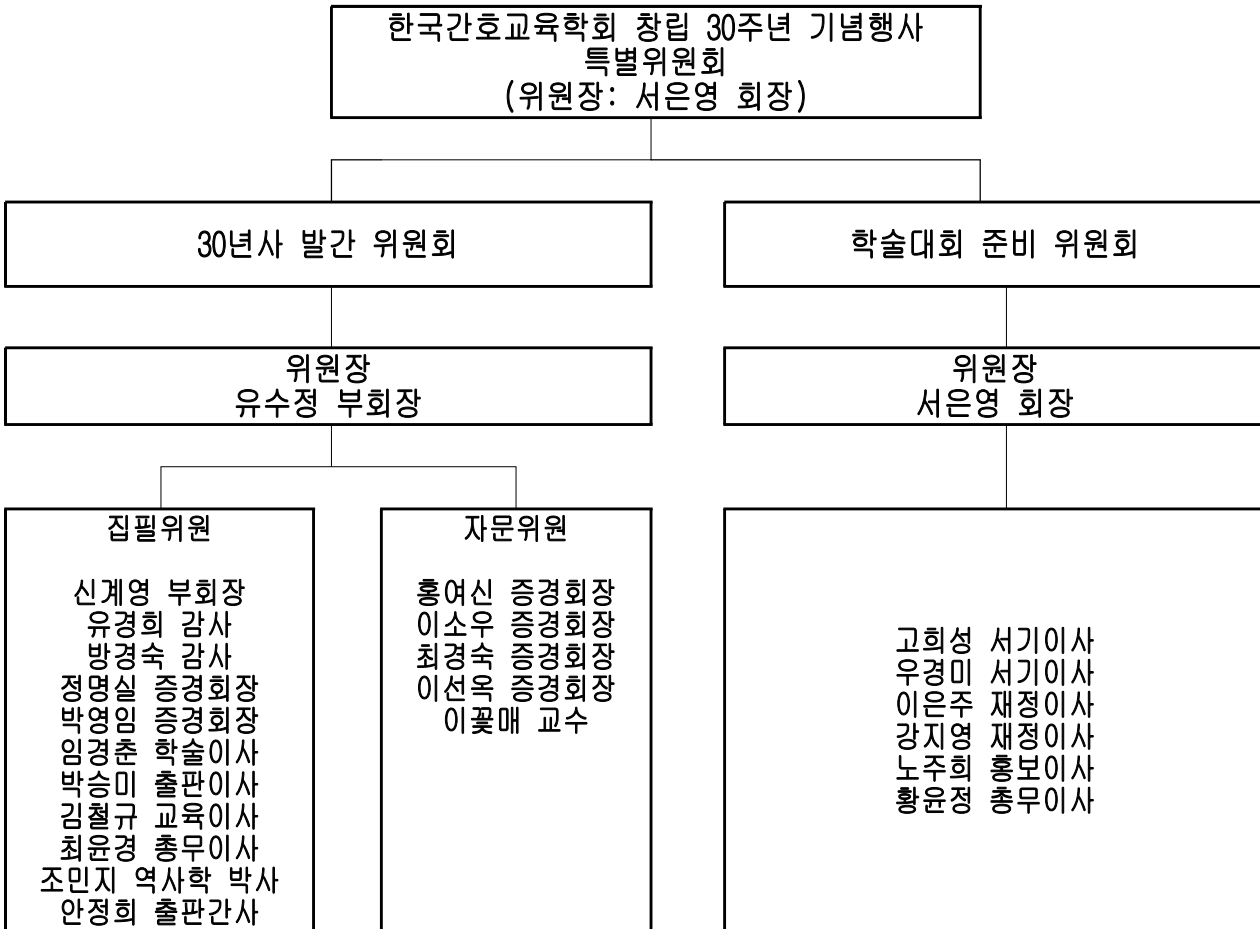 한국간호교육학회 창립 30주년 기념행사
특별위원회
(위원장: 서은영 회장)
30년사 발간 위원회
학술대회 준비 위원회
위원장
유수정 부회장
위원장
서은영 회장
집필위원
신계영 부회장
유경희 감사
방경숙 감사
정명실 증경회장
박영임 증경회장
임경춘 학술이사
박승미 출판이사
김철규 교육이사
최윤경 총무이사
조민지 역사학 박사
안정희 출판간사
자문위원
홍여신 증경회장
이소우 증경회장
최경숙 증경회장
이선옥 증경회장
이꽃매 교수
고희성 서기이사
우경미 서기이사
이은주 재정이사
강지영 재정이사
노주희 홍보이사
황윤정 총무이사